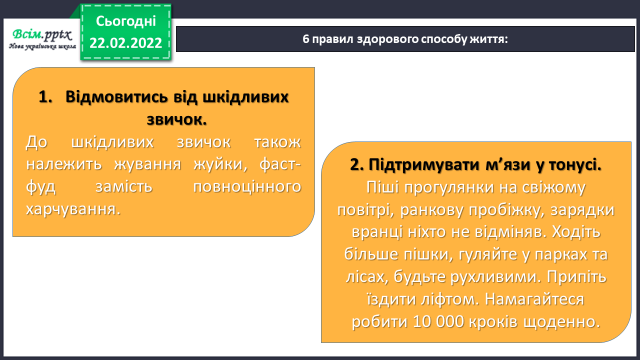 Всім.pptx
Нова українська школа
Сьогодні
22.02.2022
6 правил здорового способу життя:
1. Відмовитись від шкідливих
звичок.
До шкідливих звичок також
належить жування жуйки, фаст-
фуд замість повноцінного
харчування.
2. Підтримувати м’язи у тонусі.
Піші прогулянки на свіжому
повітрі, ранкову пробіжку, зарядки
вранці ніхто не відміняв. Ходіть
більше пішки, гуляйте у парках та
лісах, будьте рухливими. Припіть
їздити ліфтом. Намагайтеся
робити 10 000 кроків щоденно.